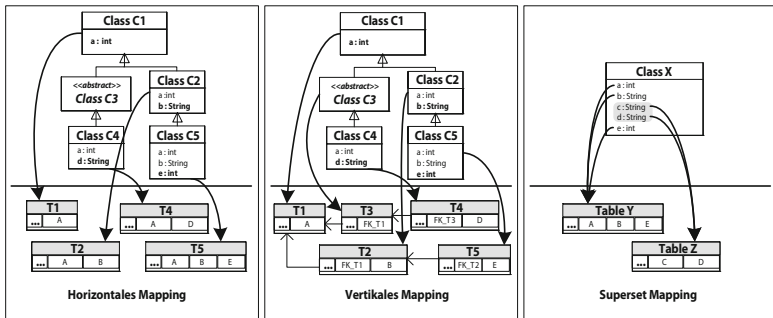 Class C1
a : int
<<abstract>>
Class C3
Class C2
a :int
b: String
Class C4
a : int
d: String
Class C5
a : int
b: String
e: int
T1
... A
T4
... A D
T2
... A B
T5
... A B E
Horizontales Mapping
Class C1
a : int
<<abstract>>
Class C3
Class C2
a : int
b: String
Class C4
a : int
d: String
Class C5
a : int
b: String
e: int
T1
... A
T3
... FK_T1
T4
... FK_T3 D
T2
... FK_T1 B
T5
... FK_T2 E
Vertikales Mapping
Class X
a : int
b : String
c: String
d : String
e : int
Table Y
... A B E
Table Z
... C D
Superset Mapping